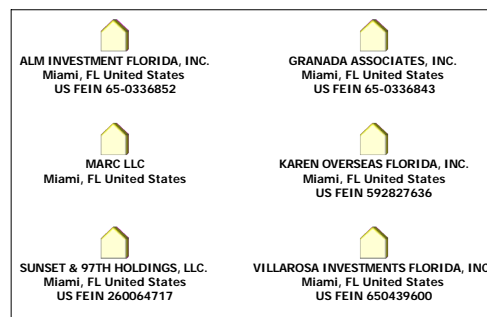 ALM INVESTMENT FLORIDA, INC.
Miami, FL United States
US FEIN 65-0336852
GRANADA ASSOCIATES, INC.
Miami, FL United States
US FEIN 65-0336843
MARC LLC
Miami, FL United States
KAREN OVERSEAS FLORIDA, INC.
Miami, FL United States
US FEIN 592827636
SUNSET & 97TH HOLDINGS, LLC.
Miami, FL United States
US FEIN 260064717
VILLAROSA INVESTMENTS FLORIDA, INC
Miami, FL United States
US FEIN 650439600